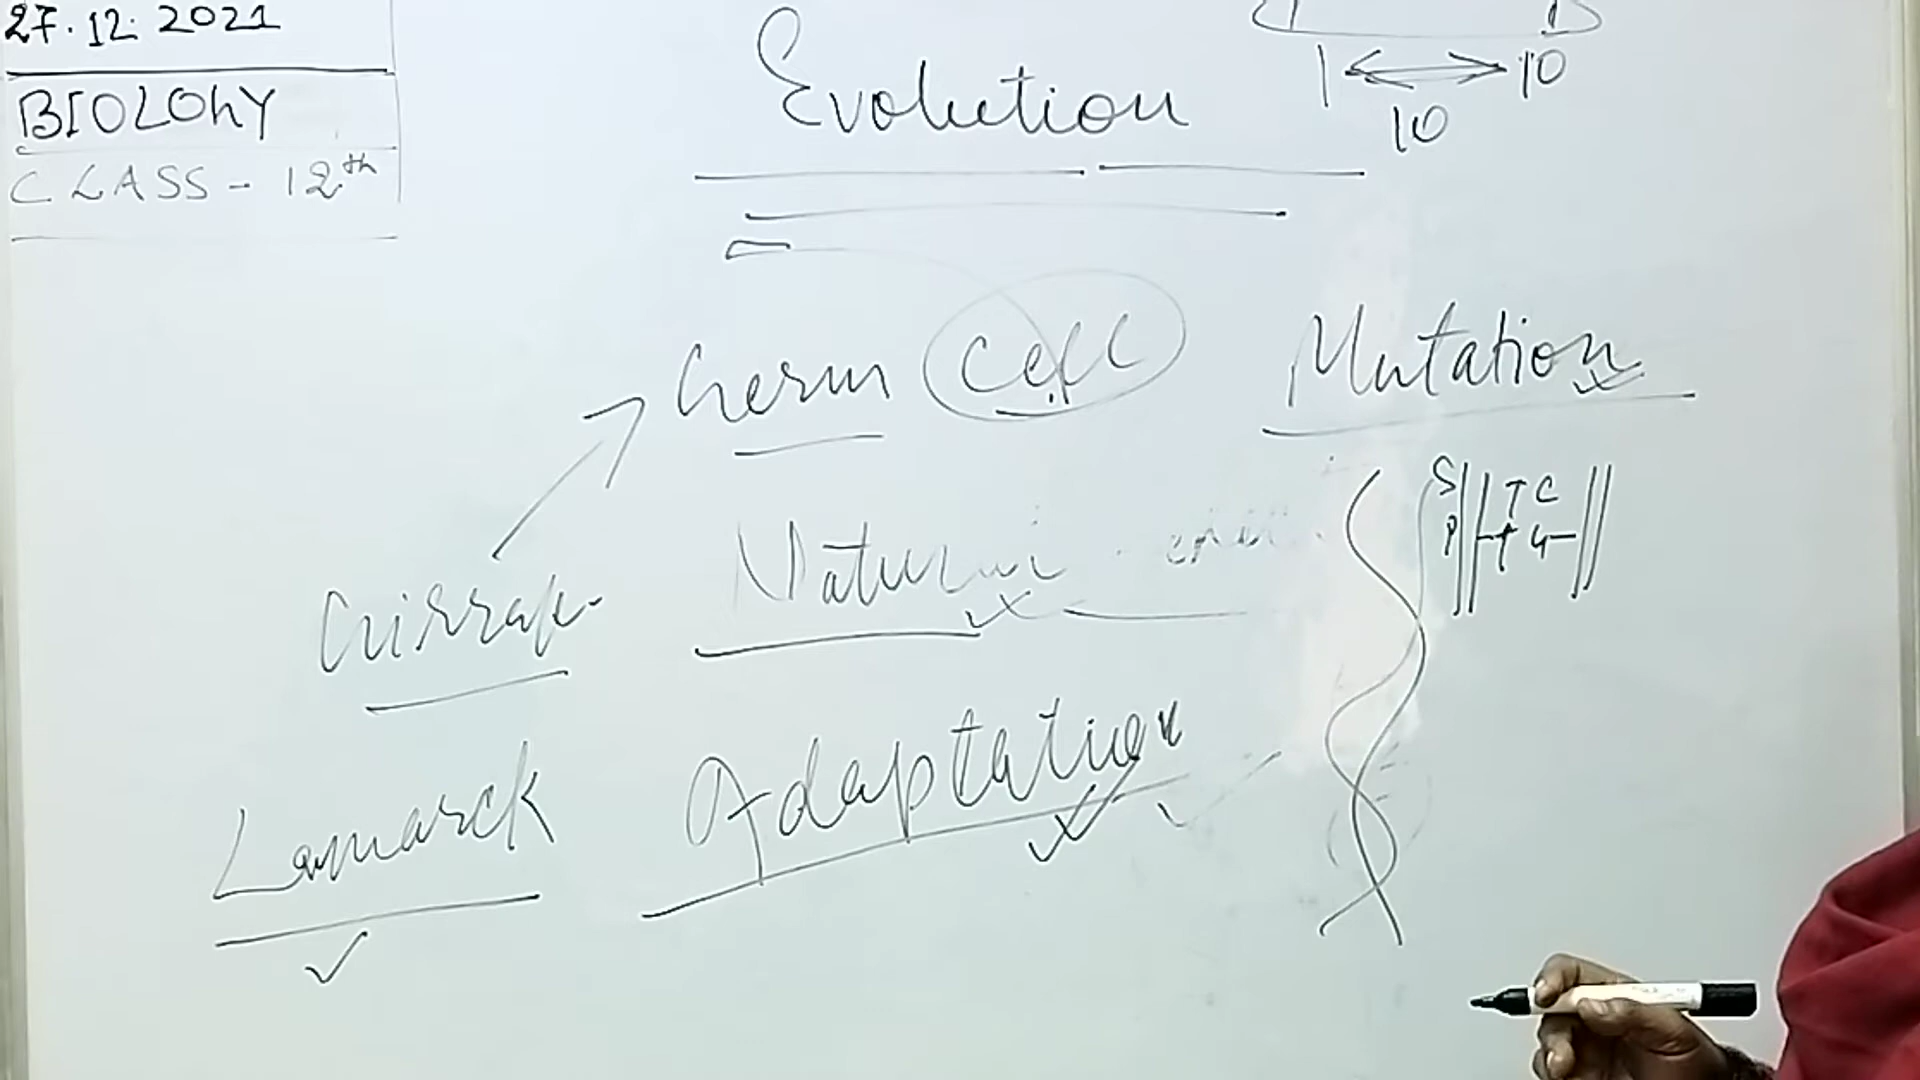 27.12.2021
BIOLOGY
CLASS - 12th
Evolution
1 10
10
Germ Cell
Mutation
S T C
P A G
Lamarck
Adaptation